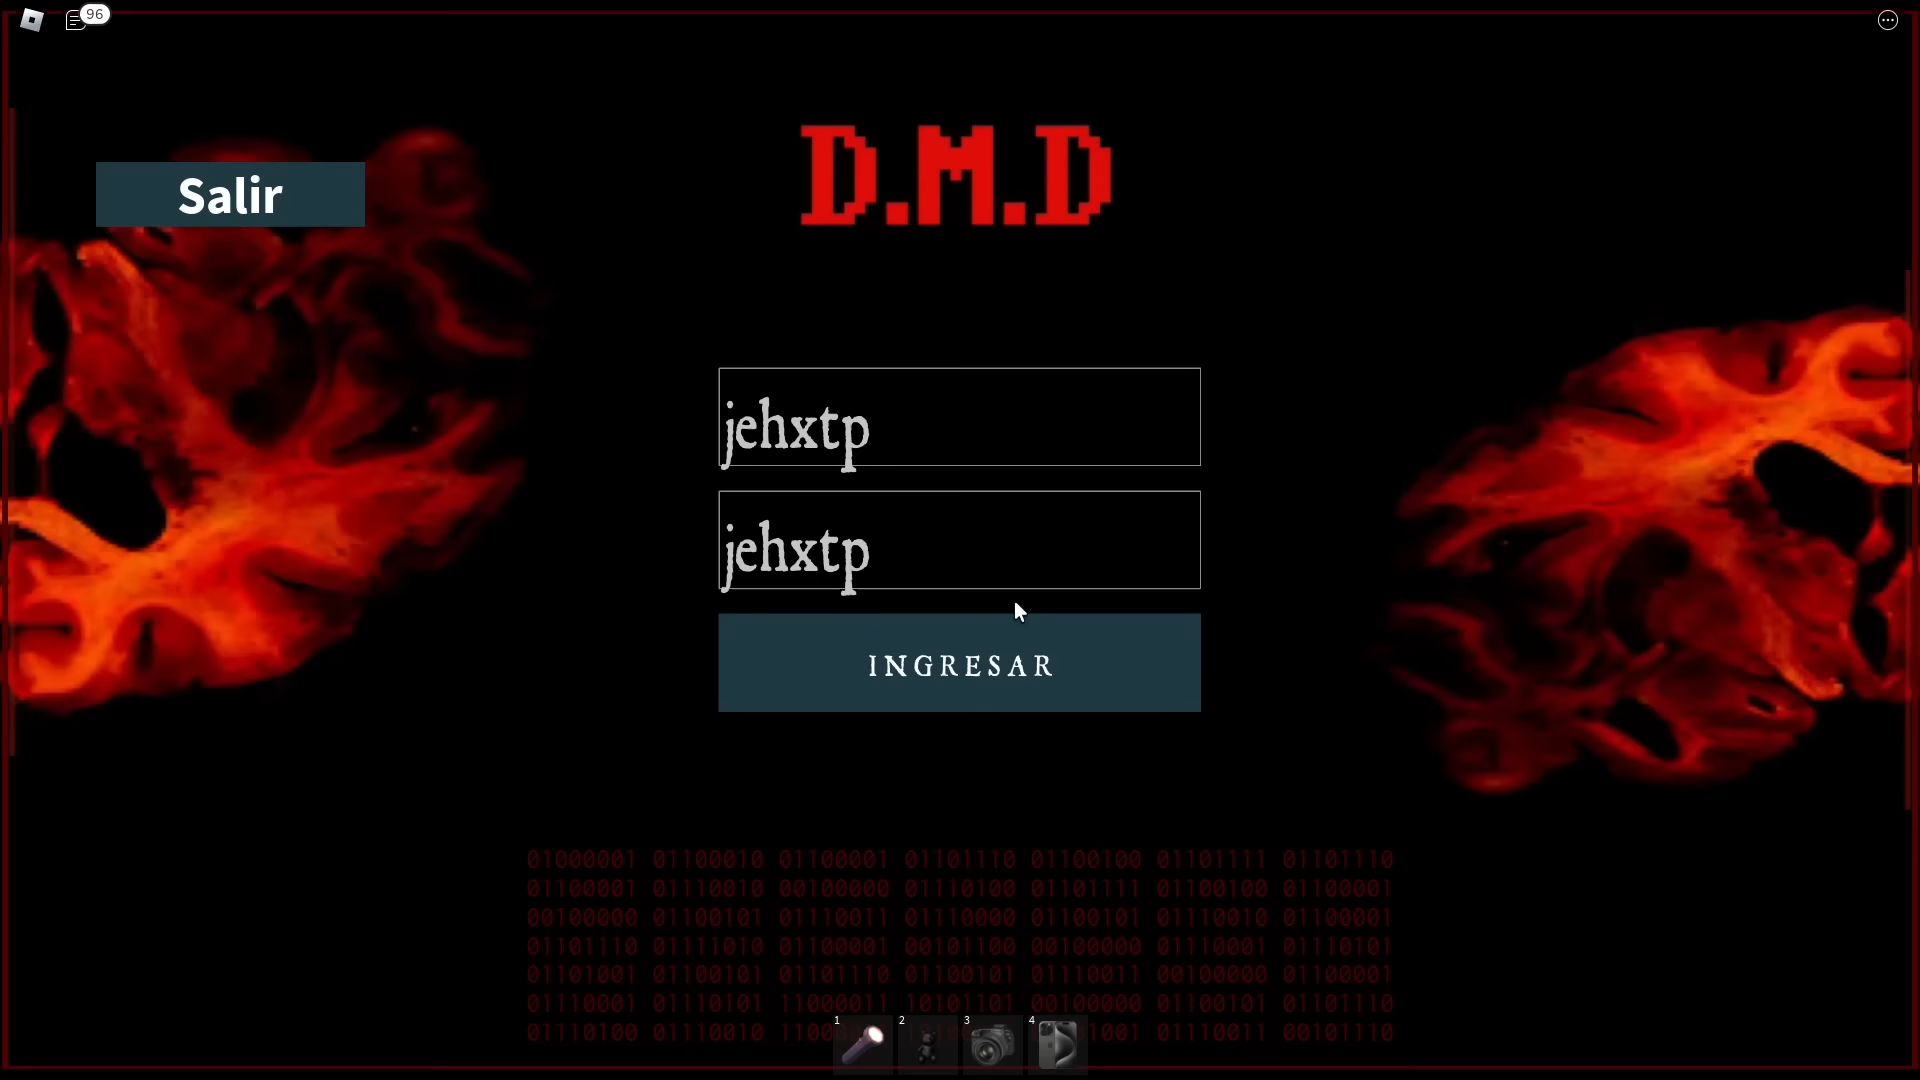 96
D.M.D
Salir
jehxtp
jehxtp
INGRESAR
01000001 01100010 01100001 01101110 01100100 01101111 01101110
01100001 01110010 00100000 01110100 01101111 01100100 01100001
00100000 01100101 01110011 01110000 01100101 01110010 01100001
01101110 01111010 01100001 00101100 00100000 01110001 01110101
01101001 01100101 01101110 01100101 01110011 00100000 01100001
01110001 01110101 11000011 10101101 00100000 01100101 01101110
01110100 01110010 1100 1001 01110011 00101110
1 2 3 4